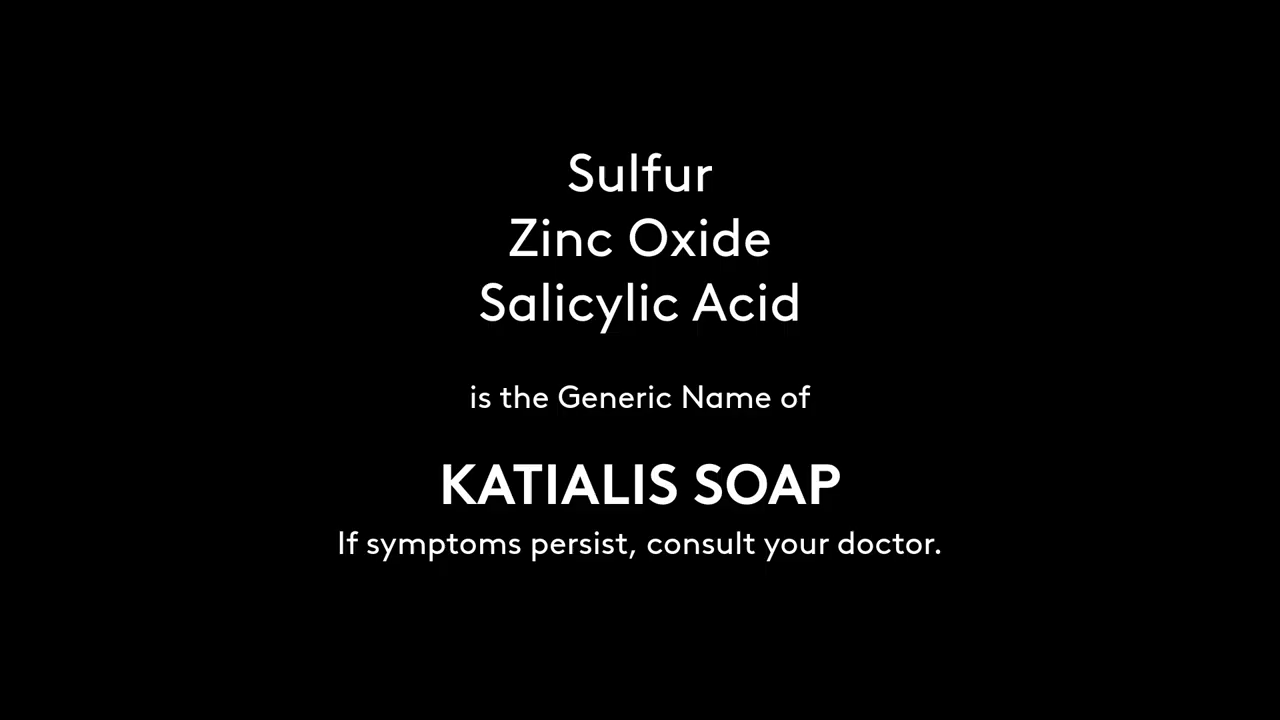 Sulfur
Zinc Oxide
Salicylic Acid
is the Generic Name of
KATIALIS SOAP
If symptoms persist, consult your doctor.